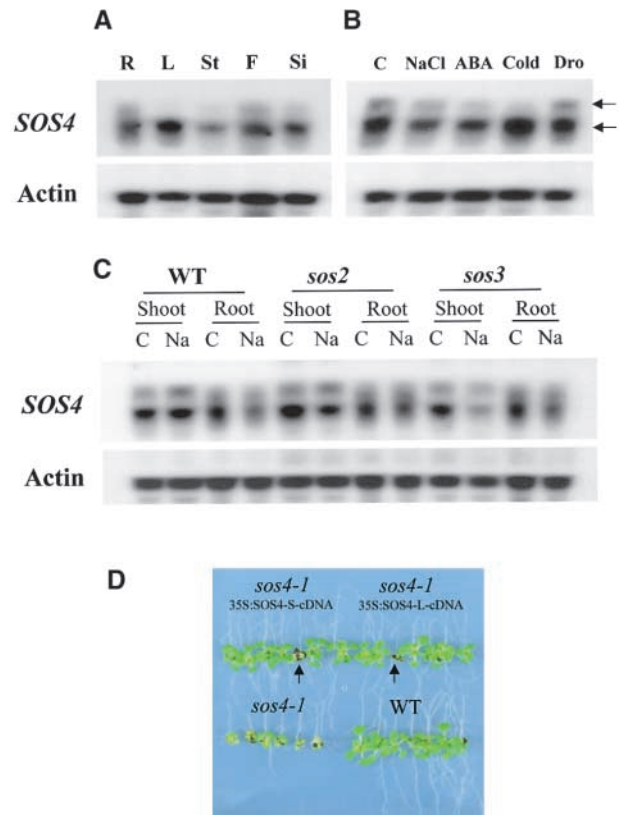 A
B
R L St F Si
C NaCl ABA Cold Dro
SOS4
Actin
C
WT sos2 sos3
Shoot Root Shoot Root Shoot Root
C Na C Na C Na C Na C Na C Na
SOS4
Actin
D
sos4-1 sos4-1
35S:SOS4-S-cDNA 35S:SOS4-L-cDNA
sos4-1 WT